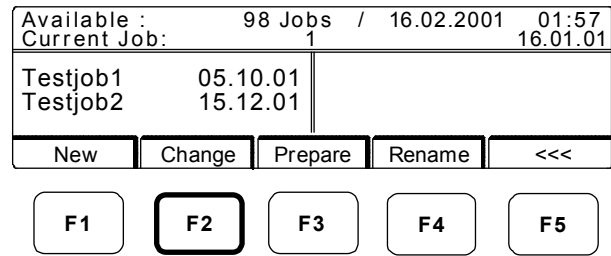 Available : 98 Jobs / 16.02.2001 01:57
Current Job: 1 16.01.01
Testjob1 05.10.01
Testjob2 15.12.01
New Change Prepare Rename <<<
F1 F2 F3 F4 F5